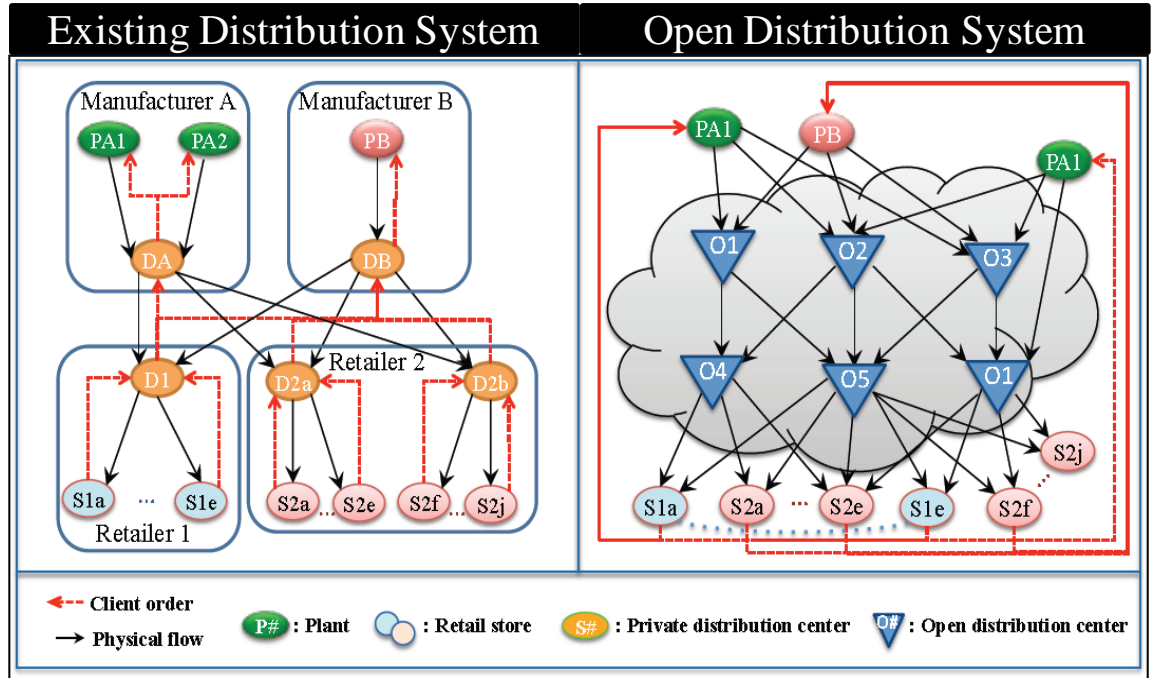 Existing Distribution System
Open Distribution System
Manufacturer A
Manufacturer B
PA1
PA2
PB
DA
DB
Retailer 2
D1
D2a
D2b
S1a
...
S1e
S2a
...
S2e
S2f
...
S2j
Retailer 1
PA1
PB
PA1
O1
O2
O3
O4
O5
O1
S2j
S1a
S2a
...
S2e
S1e
S2f
Client order
Physical flow
P# : Plant
: Retail store
S# : Private distribution center
O# : Open distribution center